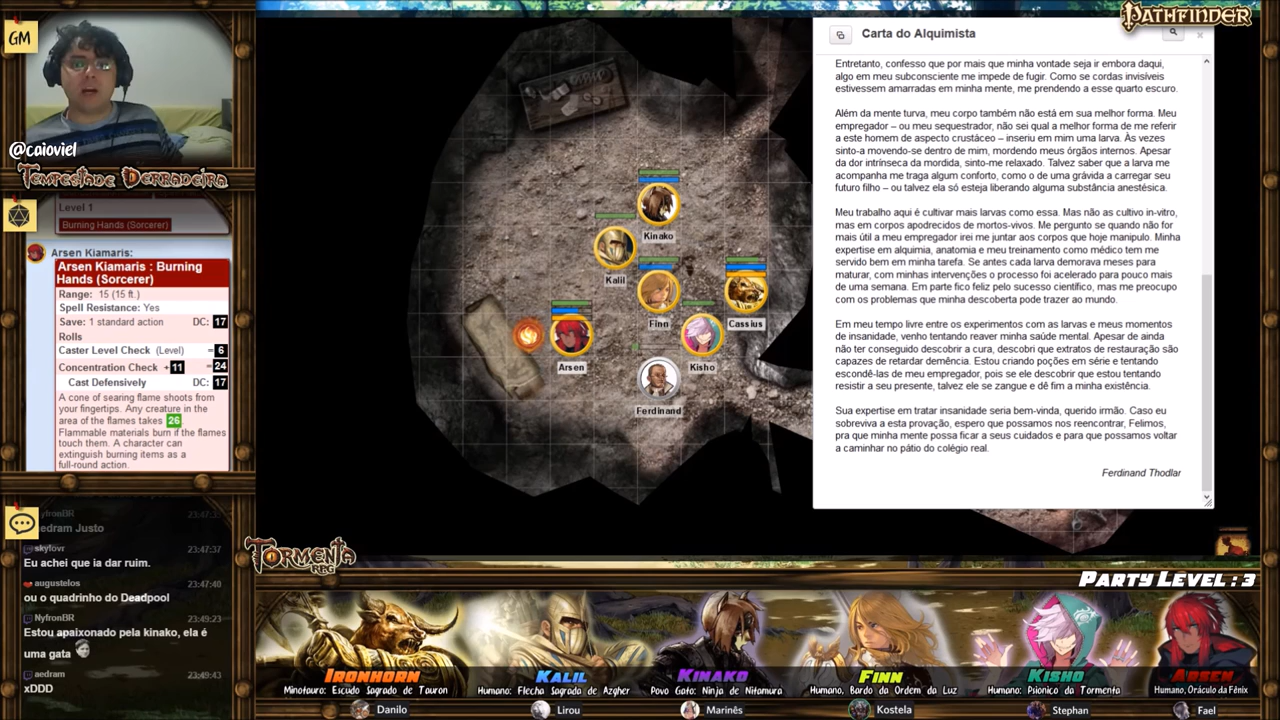 GM
@caioviel
Tempestade Derradeira
Level 1
Burning Hands (Sorcerer)
Arsen Kiamaris:
Arsen Kiamaris : Burning
Hands (Sorcerer)
Range: 15 (15 ft.)
Spell Resistance: Yes
Save: 1 standard action DC: 17
Rolls
Caster Level Check (Level) = 6
Concentration Check +11 = 24
Cast Defensively DC: 17
A cone of searing flame shoots from
your fingertips. Any creature in the
area of the flames takes 26.
Flammable materials burn if the flames
touch them. A character can
extinguish burning items as a
full-round action.
aedram Justo
skylovr 23:47:37
Eu achei que ia dar ruim.
augustelos 23:47:40
ou o quadrinho do Deadpool
NyfronBR 23:49:23
Estou apaixonado pela kinako, ela é
uma gata
aedram 23:49:43
xDDD
Kinako
Kalil
Finn
Cassius
Arsen
Kisho
Ferdinand
Pathfinder
Carta do Alquimista
Entretanto, confesso que por mais que minha vontade seja ir embora daqui,
algo em meu subconsciente me impede de fugir. Como se cordas invisíveis
estivessem amarradas em minha mente, me prendendo a esse quarto escuro.
Além da mente turva, meu corpo também não está em sua melhor forma. Meu
empregador – ou meu sequestrador, não sei qual a melhor forma de me referir
a este homem de aspecto crustáceo – inseriu em mim uma larva. Às vezes
sinto-a movendo-se dentro de mim, mordendo meus órgãos internos. Apesar
da dor intrínseca da mordida, sinto-me relaxado. Talvez saber que a larva me
acompanha me traga algum conforto, como o de uma grávida a carregar seu
futuro filho – ou talvez ela só esteja liberando alguma substância anestésica.
Meu trabalho aqui é cultivar mais larvas como essa. Mas não as cultivo in-vitro,
mas em corpos apodrecidos de mortos-vivos. Me pergunto se quando não for
mais útil a meu empregador irei me juntar aos corpos que hoje manipulo. Minha
expertise em alquimia, anatomia e meu treinamento como médico tem me
servido bem em minha tarefa. Se antes cada larva demorava meses para
maturar, com minhas intervenções o processo foi acelerado para pouco mais
de uma semana. Em parte fico feliz pelo sucesso científico, mas me preocupo
com os problemas que minha descoberta pode trazer ao mundo.
Em meu tempo livre entre os experimentos com as larvas e meus momentos
de insanidade, venho tentando reaver minha saúde mental. Apesar de ainda
não ter conseguido descobrir a cura, descobri que extratos de restauração são
capazes de retardar demência. Estou criando poções em série e tentando
escondê-las de meu empregador, pois se ele descobrir que estou tentando
resistir a seu presente, talvez ele se zangue e dê fim a minha existência.
Sua expertise em tratar insanidade seria bem-vinda, querido irmão. Caso eu
sobreviva a esta provação, espero que possamos nos reencontrar, Felimos,
pra que minha mente possa ficar a seus cuidados e para que possamos voltar
a caminhar no pátio do colégio real.
Ferdinand Thodlar
Tormenta
RPG
Party Level : 3
Ironhorn
Minotauro: Escudo Sagrado de Tauron
Danilo
Kalil
Humano: Flecha Sagrada de Azgher
Lirou
Kinako
Povo Gato: Ninja de Nitamura
Marinês
Finn
Humano, Bardo da Ordem da Luz
Kostela
Kisho
Humano: Psionico da Tormenta
Stephan
Arsen
Humano, Oráculo da Fênix
Fael